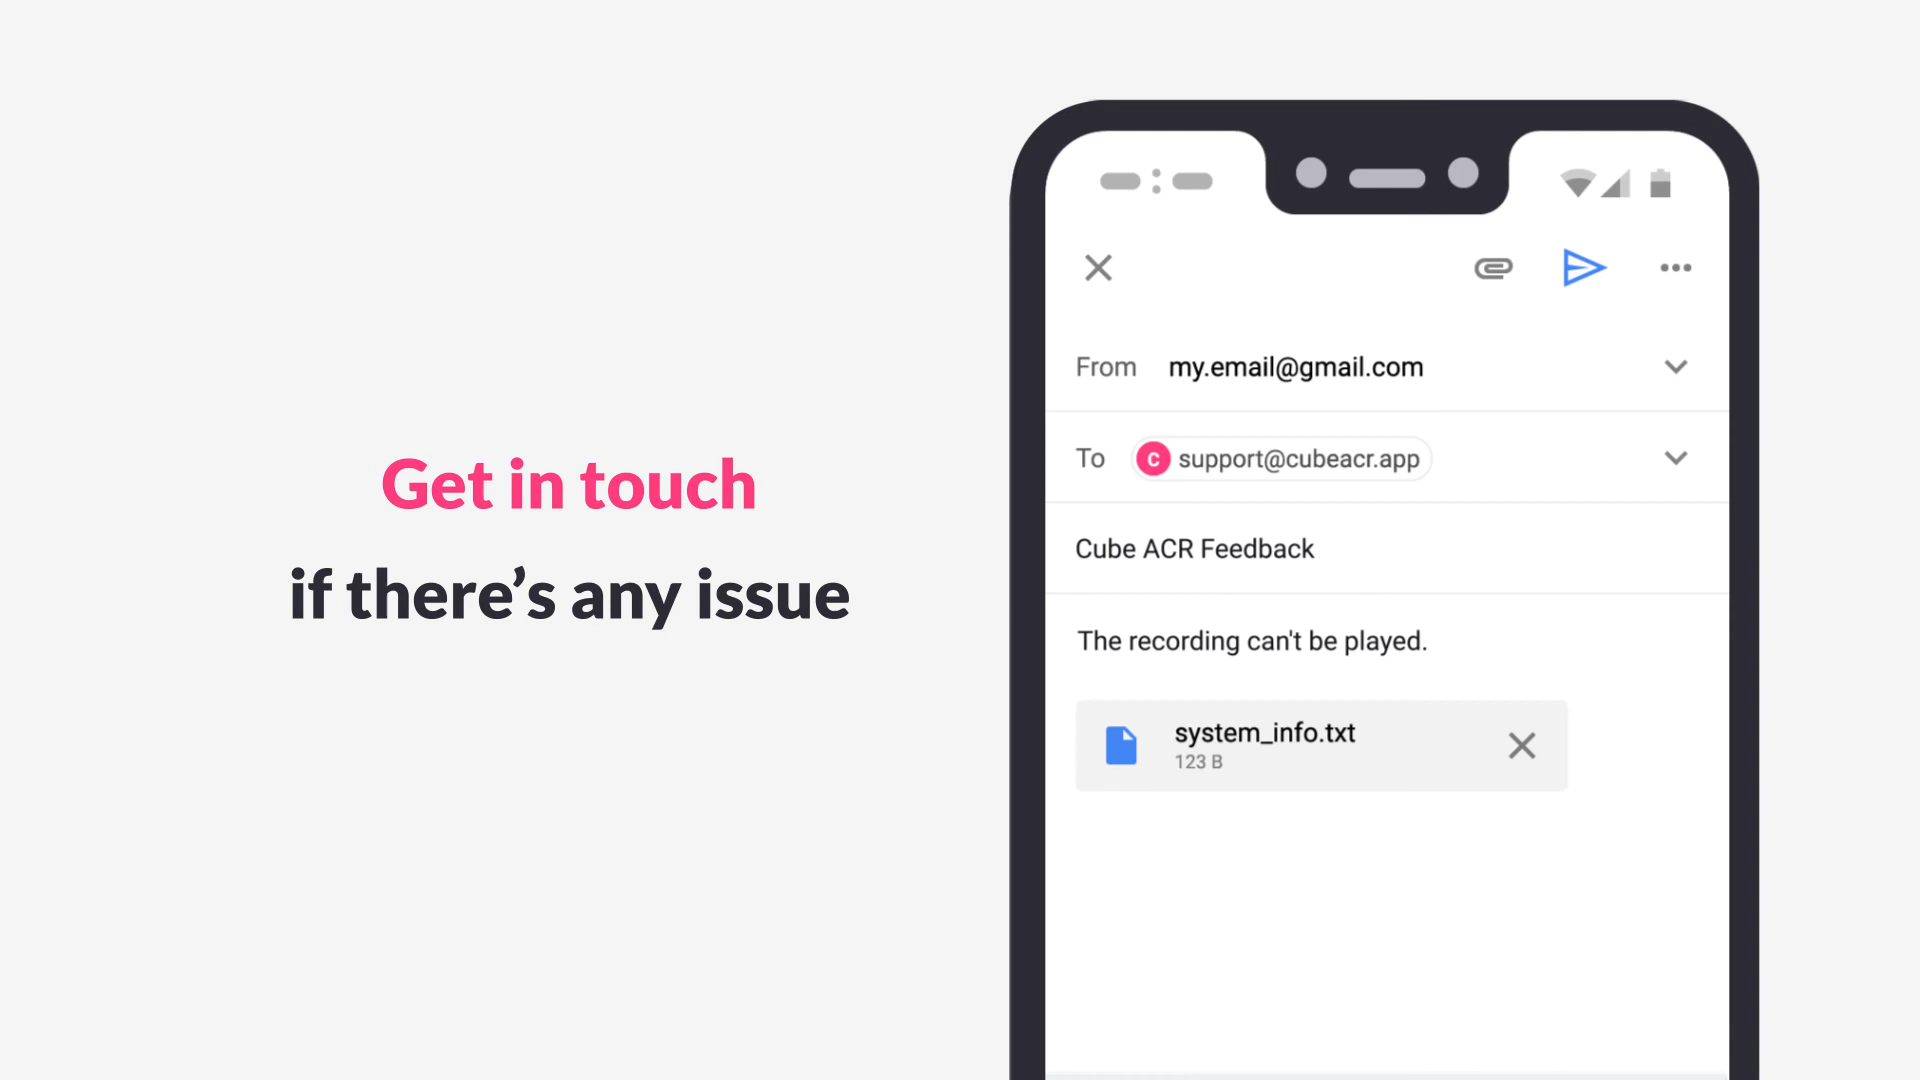 Get in touch
if there’s any issue
From my.email@gmail.com
To C support@cubeacr.app
Cube ACR Feedback
The recording can't be played.
system_info.txt
123 B